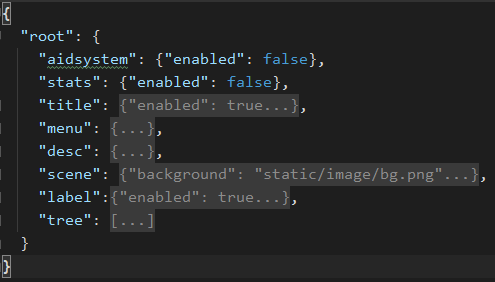 {
"root": {
"aidsystem": {"enabled": false},
"stats": {"enabled": false},
"title": {"enabled": true...},
"menu": {...},
"desc": {...},
"scene": {"background": "static/image/bg.png"...},
"label":{"enabled": true...},
"tree": [...]
}
}